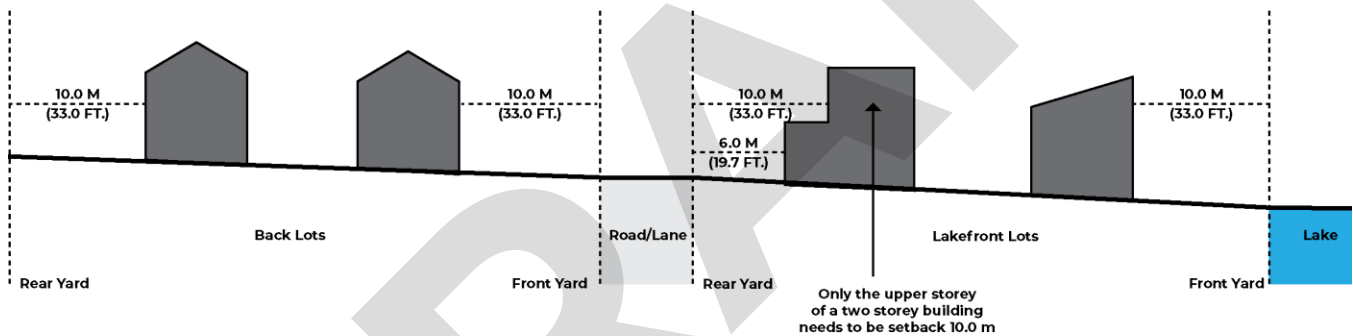 10.0 M
(33.0 FT.)
10.0 M
(33.0 FT.)
10.0 M
(33.0 FT.)
6.0 M
(19.7 FT.)
10.0 M
(33.0 FT.)
Back Lots
Road/Lane
Lakefront Lots
Lake
Rear Yard
Front Yard
Rear Yard
Front Yard
Only the upper storey
of a two storey building
needs to be setback 10.0 m